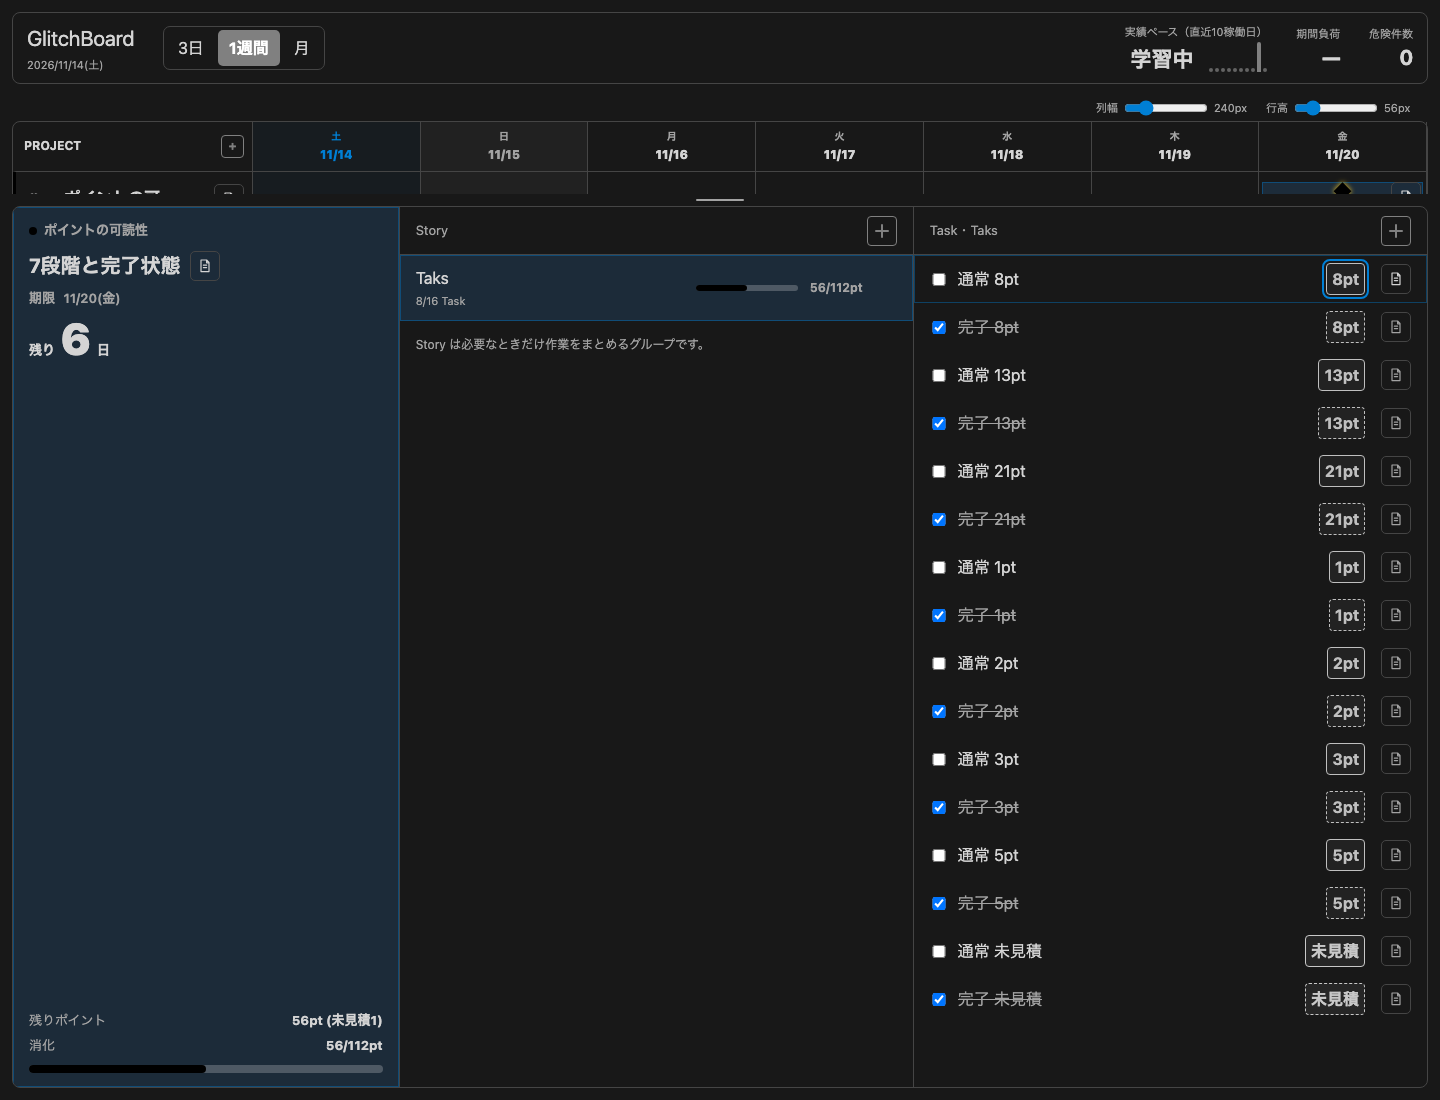 GlitchBoard
2026/11/14(土)
3日 1週間 月
実績ペース（直近10稼働日）
学習中
期間負荷
—
危険件数
0
列幅 240px 行高 56px
PROJECT +
土
11/14
日
11/15
月
11/16
火
11/17
水
11/18
木
11/19
金
11/20
ポイントの可読性
7段階と完了状態
期限 11/20(金)
残り 6 日
残りポイント 56pt (未見積1)
消化 56/112pt
Story
Taks
8/16 Task
56/112pt
Story は必要なときだけ作業をまとめるグループです。
Task・Taks
通常 8pt 8pt
完了 8pt 8pt
通常 13pt 13pt
完了 13pt 13pt
通常 21pt 21pt
完了 21pt 21pt
通常 1pt 1pt
完了 1pt 1pt
通常 2pt 2pt
完了 2pt 2pt
通常 3pt 3pt
完了 3pt 3pt
通常 5pt 5pt
完了 5pt 5pt
通常 未見積 未見積
完了 未見積 未見積